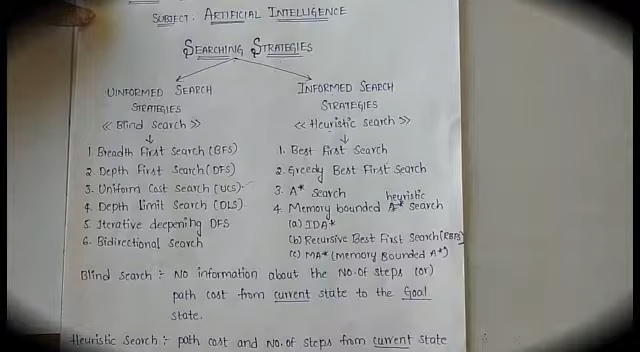 SUBJECT: ARTIFICIAL INTELLIGENCE
SEARCHING STRATEGIES
UNINFORMED SEARCH
STRATEGIES
<< Blind search >>
1. Breadth First Search (BFS)
2. Depth First Search (DFS)
3. Uniform Cost Search (UCS)
4. Depth Limit Search (DLS)
5. Iterative deepening DFS
6. Bidirectional Search
INFORMED SEARCH
STRATEGIES
<< Heuristic search >>
1. Best First Search
2. Greedy Best First Search
3. A* Search
heuristic
4. Memory bounded A* Search
(a) IDA*
(b) Recursive Best First Search (RBFS)
(c) MA* (Memory Bounded A*)
Blind search :- No information about the No. of steps (or)
path cost from current state to the Goal
state.
Heuristic Search :- path cost and No. of steps from current state